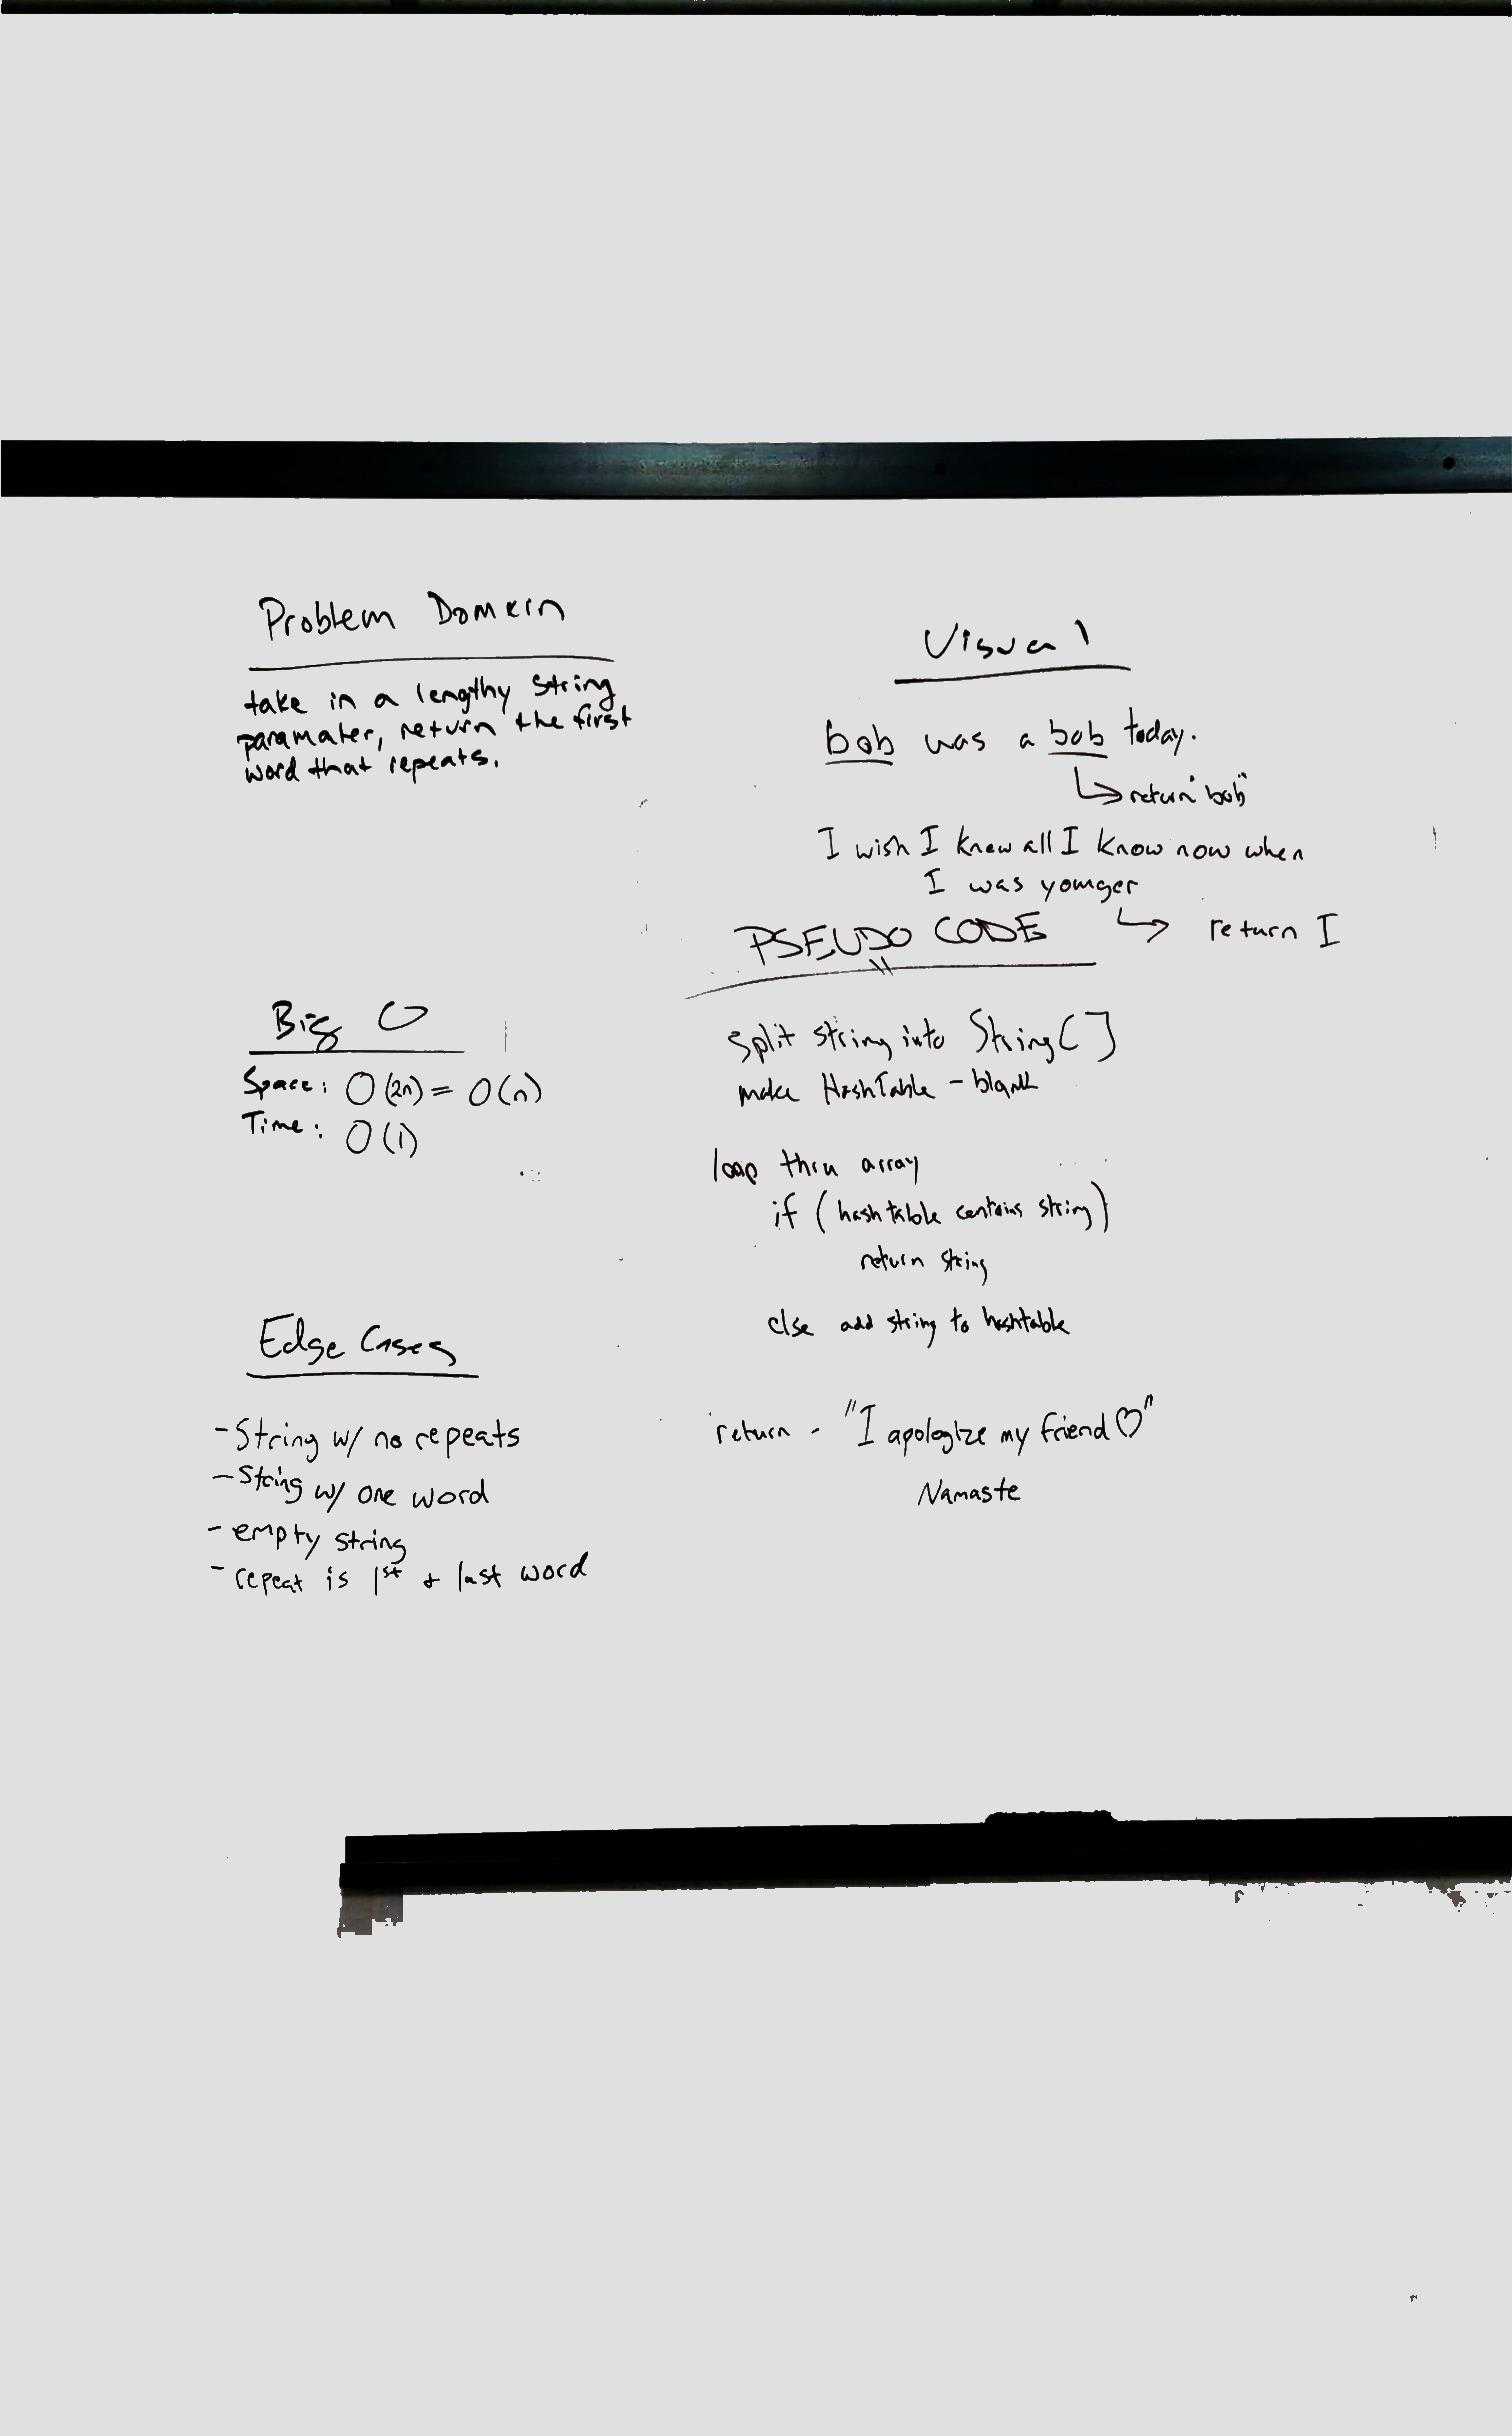 Problem Domain
take in a lengthy string
paramater, return the first
word that repeats.
Big O
Space: O(2n) = O(n)
Time: O(1)
Edge Cases
- String w/ no repeats
- String w/ one word
- empty string
- repeat is 1st & last word
Visual
bob was a bob today.
↳ return "bob"
I wish I knew all I know now when
I was younger
↳ return I
PSEUDO CODE
split string into String[]
make HashTable - blank
loop thru array
if (hashtable contains string)
return string
else add string to hashtable
return - "I apologize my friend ♡"
Namaste